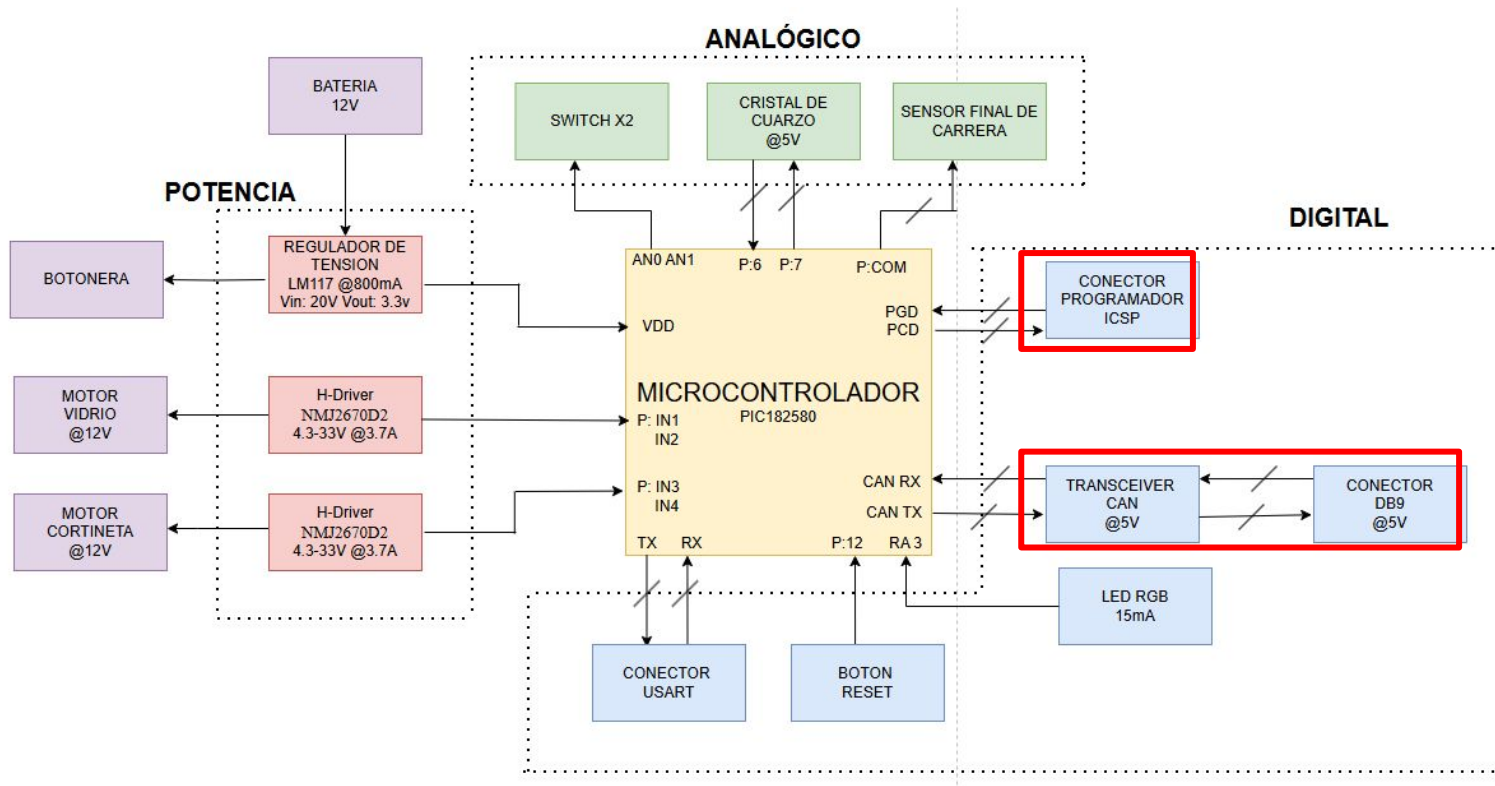 ANALÓGICO
BATERIA
12V
SWITCH X2
CRISTAL DE
CUARZO
@5V
SENSOR FINAL DE
CARRERA
POTENCIA
DIGITAL
BOTONERA
REGULADOR DE
TENSION
LM117 @800mA
Vin: 20V Vout: 3.3v
AN0 AN1
P:6
P:7
P:COM
CONECTOR
PROGRAMADOR
ICSP
PGD
PCD
VDD
MICROCONTROLADOR
PIC182580
MOTOR
VIDRIO
@12V
H-Driver
NMJ2670D2
4.3-33V @3.7A
P: IN1
IN2
MOTOR
CORTINETA
@12V
H-Driver
NMJ2670D2
4.3-33V @3.7A
P: IN3
IN4
CAN RX
CAN TX
TRANSCEIVER
CAN
@5V
CONECTOR
DB9
@5V
TX
RX
P:12
RA 3
LED RGB
15mA
CONECTOR
USART
BOTON
RESET